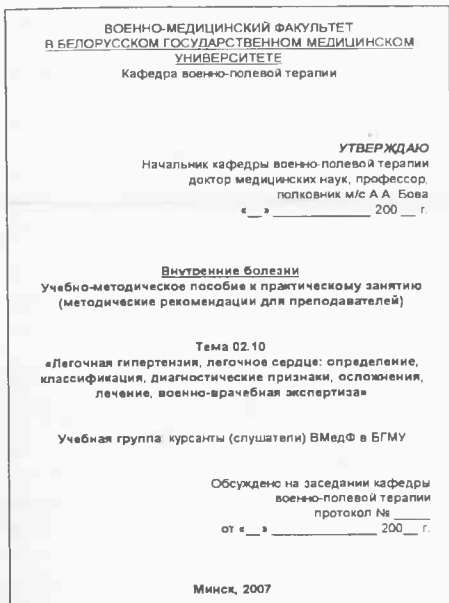 ВОЕННО-МЕДИЦИНСКИЙ ФАКУЛЬТЕТ
В БЕЛОРУССКОМ ГОСУДАРСТВЕННОМ МЕДИЦИНСКОМ
УНИВЕРСИТЕТЕ
Кафедра военно-полевой терапии
УТВЕРЖДАЮ
Начальник кафедры военно-полевой терапии
доктор медицинских наук, профессор,
полковник м/с А.А. Бова
«__» ____________ 200 __ г.
Внутренние болезни
Учебно-методическое пособие к практическому занятию
(методические рекомендации для преподавателей)
Тема 02.10
«Легочная гипертензия, легочное сердце: определение,
классификация, диагностические признаки, осложнения,
лечение, военно-врачебная экспертиза»
Учебная группа: курсанты (слушатели) ВМедФ в БГМУ
Обсуждено на заседании кафедры
военно-полевой терапии
протокол № _____
от «__» ____________ 200__ г.
Минск, 2007